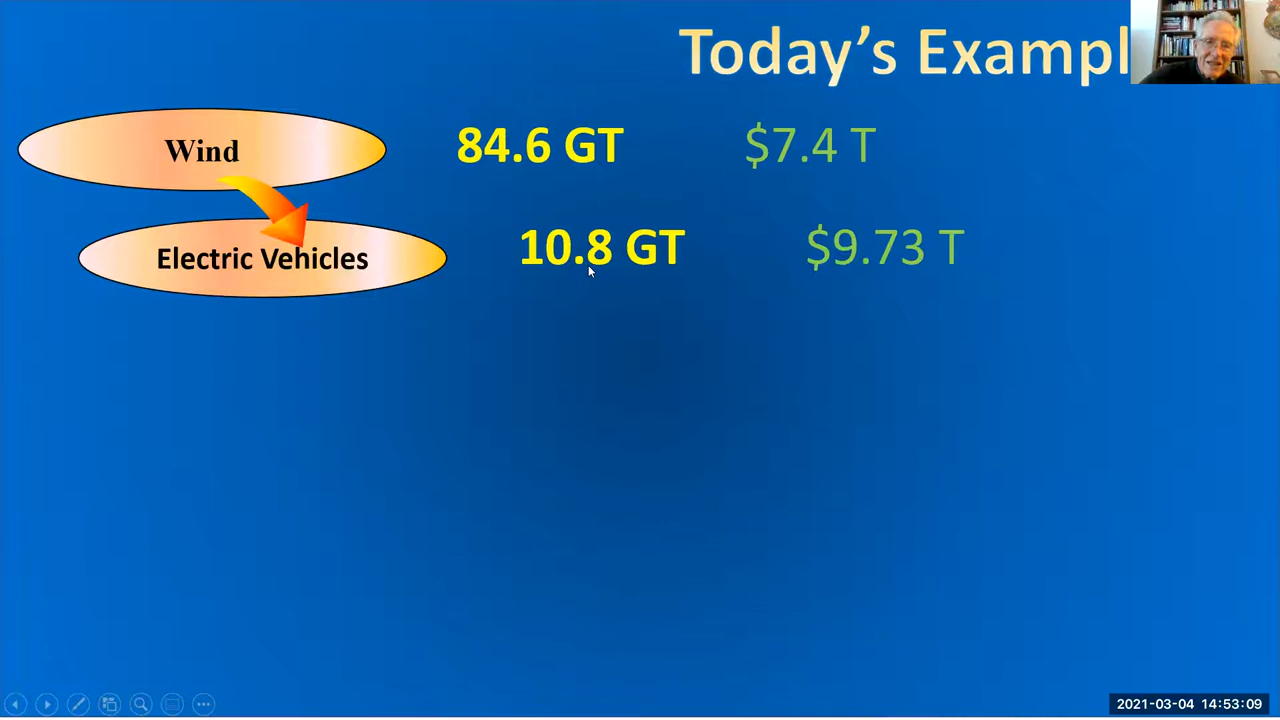 Today’s Exampl
Wind 84.6 GT $7.4 T
Electric Vehicles 10.8 GT $9.73 T
2021-03-04 14:53:09